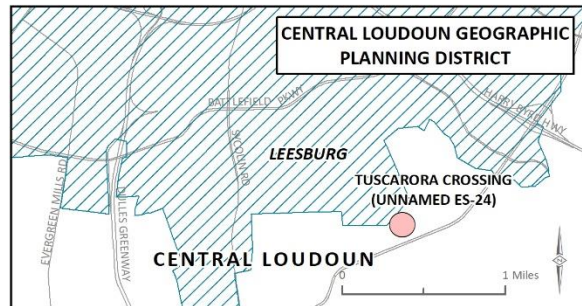 CENTRAL LOUDOUN GEOGRAPHIC
PLANNING DISTRICT
BATTLEFIELD PKWY
HARRY BYRD HWY
SYCOLIN RD
LEESBURG
TUSCARORA CROSSING
(UNNAMED ES-24)
EVERGREEN MILLS RD
DULLES GREENWAY
CENTRAL LOUDOUN
0 1 Miles
N